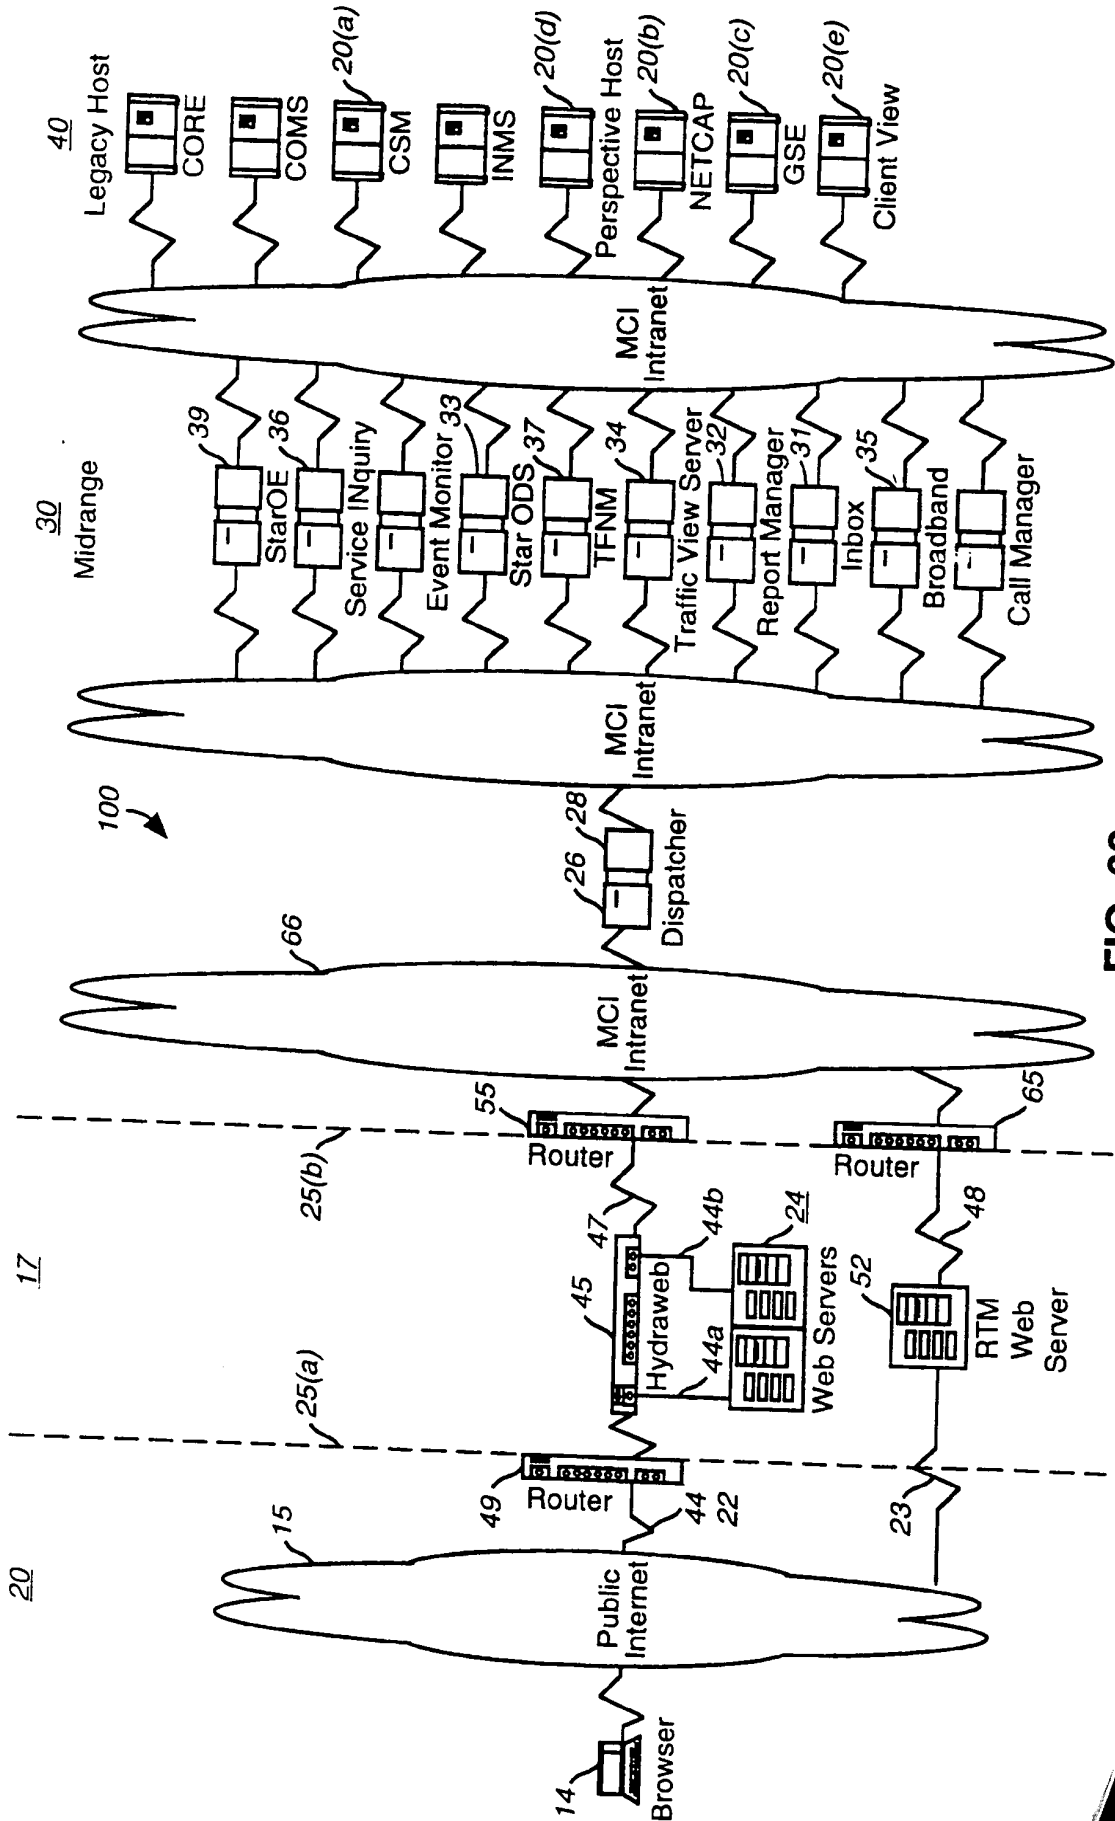 20
17
100
30
Midrange
40
Legacy Host
14
Browser
15
Public
Internet
49
Router
44
22
23
25(a)
25(b)
45
Hydraweb
44a
44b
24
Web Servers
47
55
Router
52
RTM
Web
Server
48
65
Router
66
MCI
Intranet
26
28
Dispatcher
MCI
Intranet
39
StarOE
36
Service INquiry
Event Monitor
33
Star ODS
37
TFNM
34
Traffic View Server
32
Report Manager
31
Inbox
35
Broadband
Call Manager
MCI
Intranet
CORE
COMS
20(a)
CSM
INMS
20(d)
Perspective Host
20(b)
NETCAP
20(c)
GSE
20(e)
Client View
FIG.